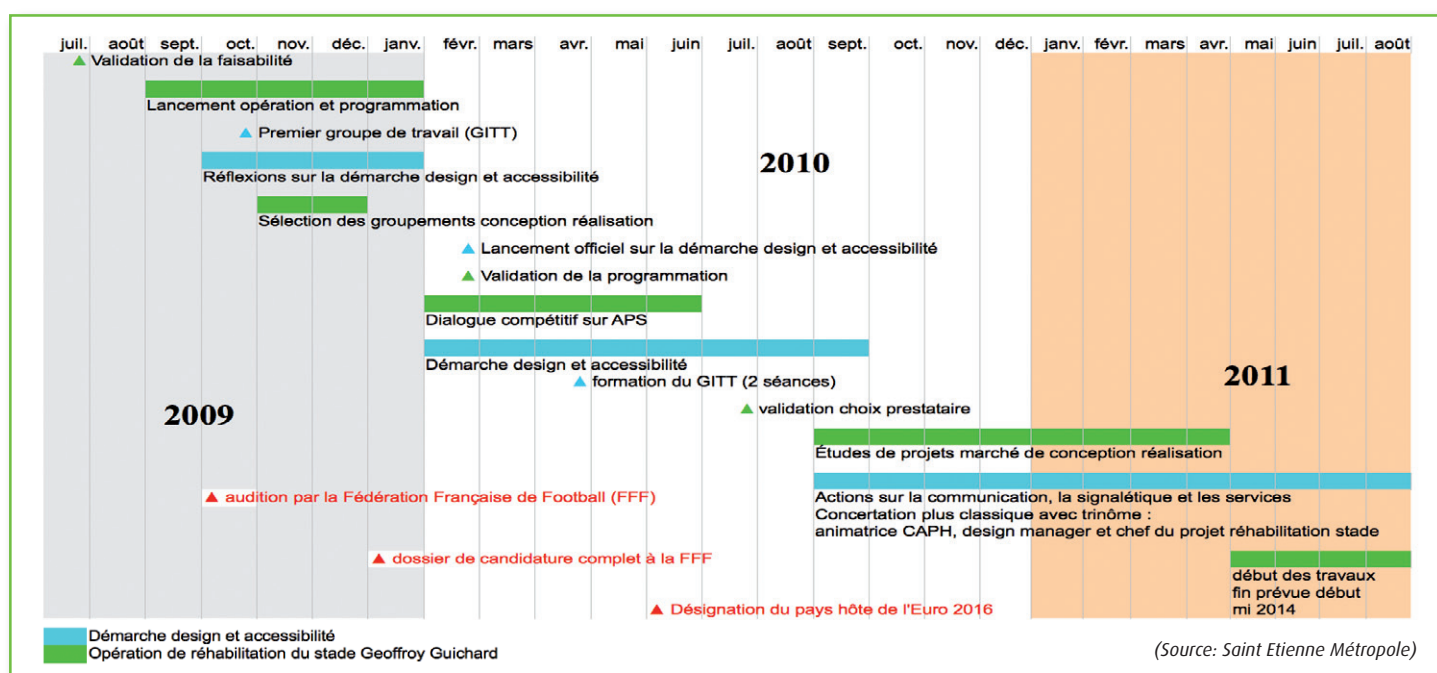 juil. août sept. oct. nov. déc. janv. févr. mars avr. mai juin juil. août sept. oct. nov. déc. janv. févr. mars avr. mai juin juil. août
Validation de la faisabilité
Lancement opération et programmation
Premier groupe de travail (GITT)
2010
Réflexions sur la démarche design et accessibilité
Sélection des groupements conception réalisation
Lancement officiel sur la démarche design et accessibilité
Validation de la programmation
Dialogue compétitif sur APS
Démarche design et accessibilité
formation du GITT (2 séances)
2011
2009
validation choix prestataire
Études de projets marché de conception réalisation
audition par la Fédération Française de Football (FFF)
Actions sur la communication, la signalétique et les services
Concertation plus classique avec trinôme :
animatrice CAPH, design manager et chef du projet réhabilitation stade
dossier de candidature complet à la FFF
début des travaux
fin prévue début
mi 2014
Désignation du pays hôte de l'Euro 2016
Démarche design et accessibilité
Opération de réhabilitation du stade Geoffroy Guichard
(Source: Saint Etienne Métropole)